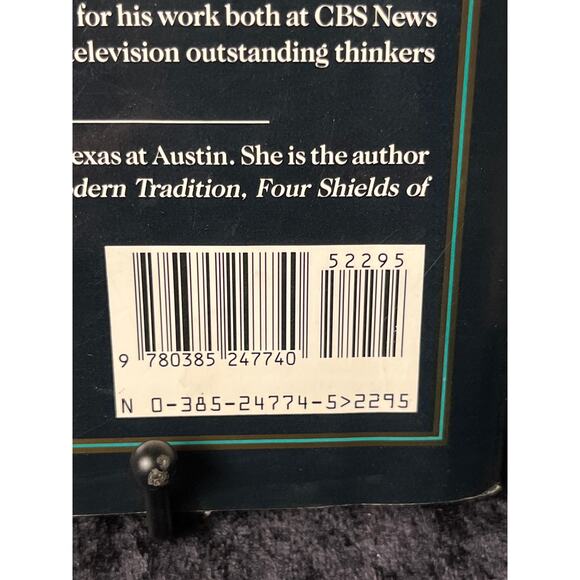 for his work both at CBS News
television outstanding thinkers
exas at Austin. She is the author
dern Tradition, Four Shields of
52295
9 780385 247740
N 0-385-24774-5>2295